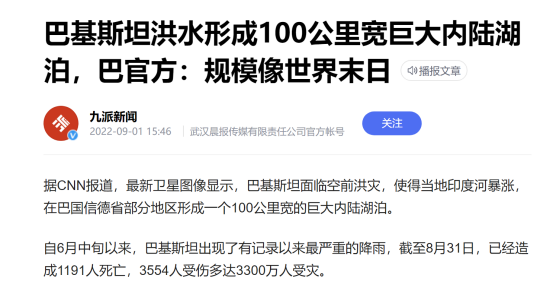 巴基斯坦洪水形成100公里宽巨大内陆湖
泊，巴官方：规模像世界末日
播报文章
九派新闻
2022-09-01 15:46
武汉晨报传媒有限责任公司官方帐号
关注
据CNN报道，最新卫星图像显示，巴基斯坦面临空前洪灾，使得当地印度河暴涨，
在巴国信德省部分地区形成一个100公里宽的巨大内陆湖泊。
自6月中旬以来，巴基斯坦出现了有记录以来最严重的降雨，截至8月31日，已经造
成1191人死亡，3554人受伤多达3300万人受灾。